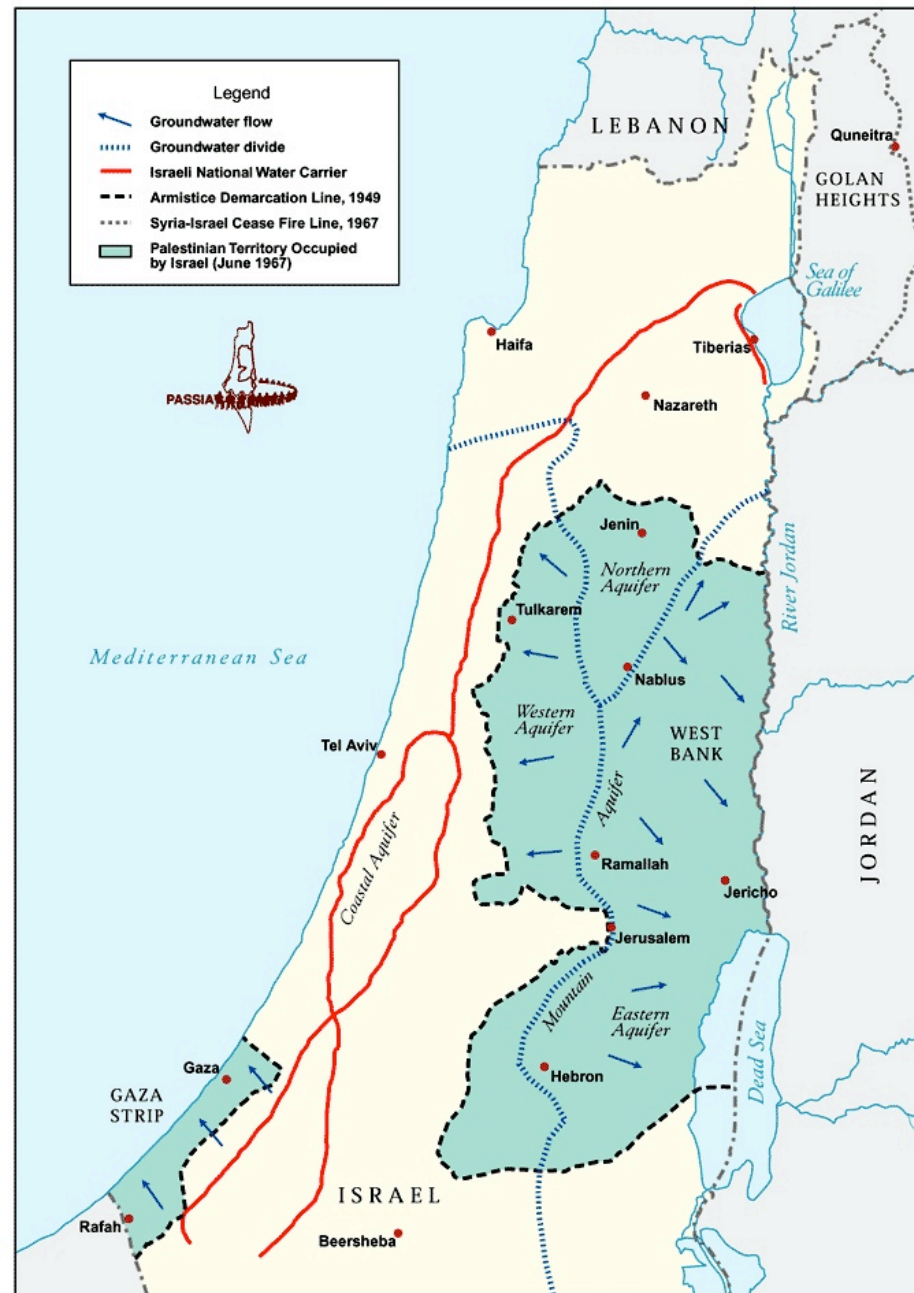 Legend
Groundwater flow
Groundwater divide
Israeli National Water Carrier
Armistice Demarcation Line, 1949
Syria-Israel Cease Fire Line, 1967
Palestinian Territory Occupied
by Israel (June 1967)
PASSIA
LEBANON
Quneitra
GOLAN
HEIGHTS
Sea of
Galilee
Haifa
Tiberias
Nazareth
Jenin
Northern
Aquifer
River Jordan
Tulkarem
Mediterranean Sea
Nablus
Western
Aquifer
WEST
BANK
Tel Aviv
Aquifer
JORDAN
Coastal Aquifer
Ramallah
Jericho
Jerusalem
Mountain
Eastern
Aquifer
Dead Sea
Hebron
Gaza
GAZA
STRIP
ISRAEL
Rafah
Beersheba